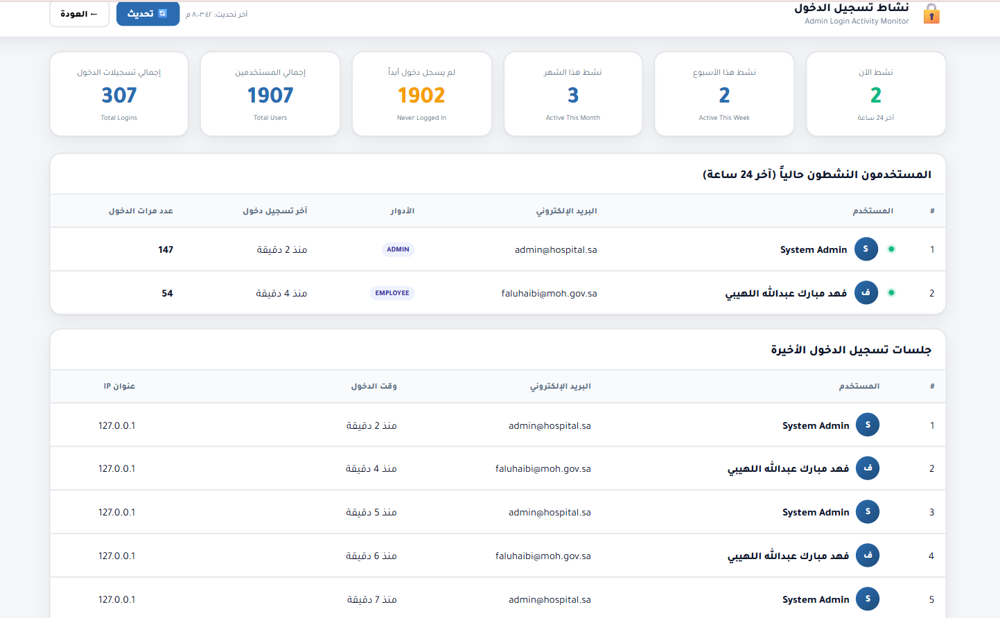 نشاط تسجيل الدخول
Admin Login Activity Monitor
آخر تحديث: ٨:٠٣:٤٢ م
تحديث
← العودة
نشط الآن
2
آخر 24 ساعة
نشط هذا الأسبوع
2
Active This Week
نشط هذا الشهر
3
Active This Month
لم يسجل دخول أبداً
1902
Never Logged In
إجمالي المستخدمين
1907
Total Users
إجمالي تسجيلات الدخول
307
Total Logins
المستخدمون النشطون حالياً (آخر 24 ساعة)
# المستخدم البريد الإلكتروني الأدوار آخر تسجيل دخول عدد مرات الدخول
1 S System Admin admin@hospital.sa ADMIN منذ 2 دقيقة 147
2 ف فهد مبارك عبدالله اللهيبي faluhaibi@moh.gov.sa EMPLOYEE منذ 4 دقيقة 54
جلسات تسجيل الدخول الأخيرة
# المستخدم البريد الإلكتروني وقت الدخول عنوان IP
1 S System Admin admin@hospital.sa منذ 2 دقيقة 127.0.0.1
2 ف فهد مبارك عبدالله اللهيبي faluhaibi@moh.gov.sa منذ 4 دقيقة 127.0.0.1
3 S System Admin admin@hospital.sa منذ 5 دقيقة 127.0.0.1
4 ف فهد مبارك عبدالله اللهيبي faluhaibi@moh.gov.sa منذ 6 دقيقة 127.0.0.1
5 S System Admin admin@hospital.sa منذ 7 دقيقة 127.0.0.1